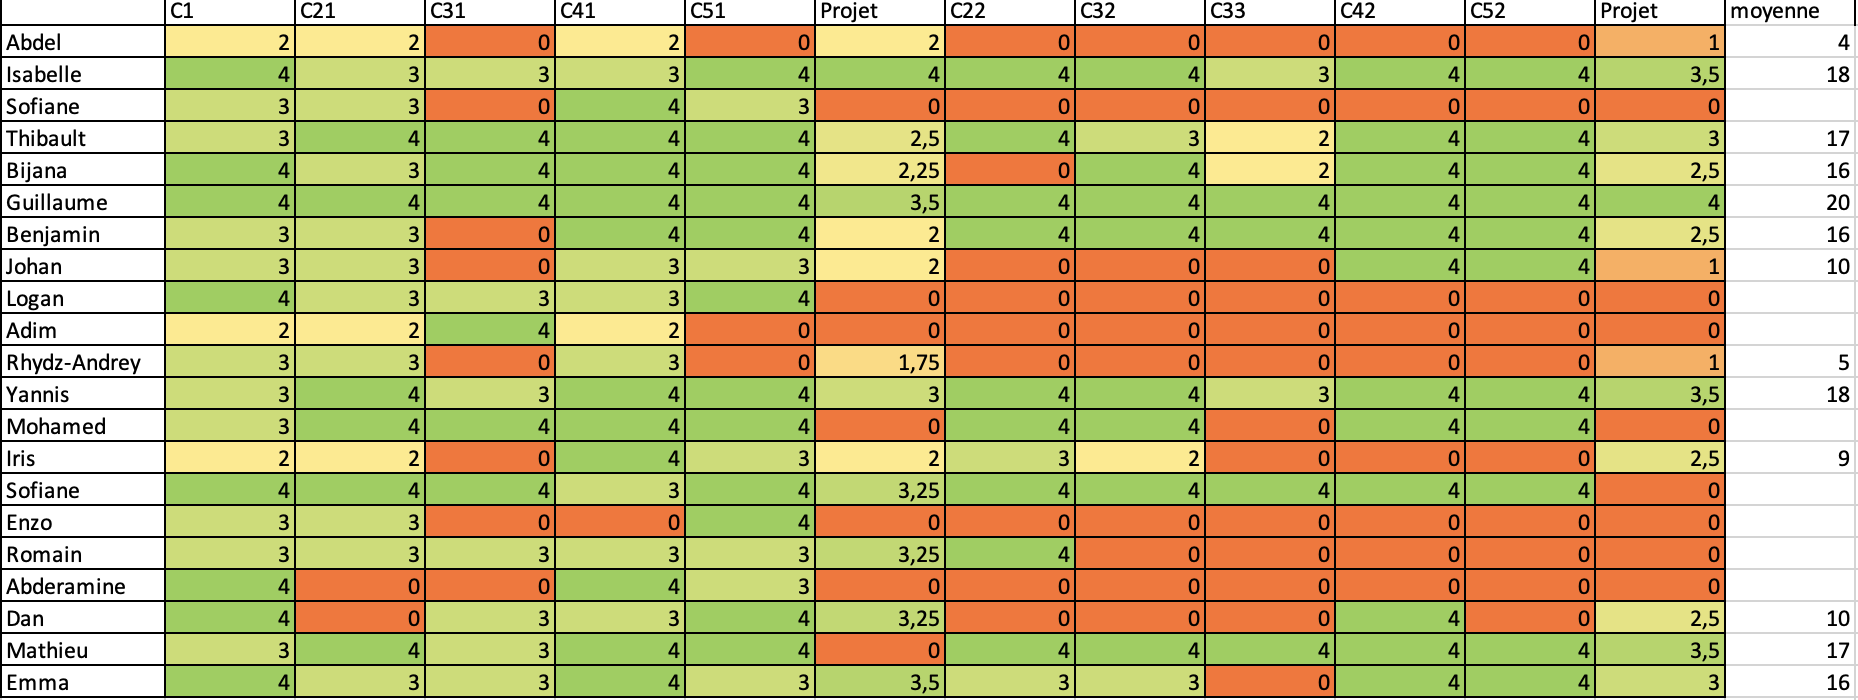 C1 C21 C31 C41 C51 Projet C22 C32 C33 C42 C52 Projet moyenne
Abdel 2 2 0 2 0 2 0 0 0 0 0 1 4
Isabelle 4 3 3 3 4 4 4 4 3 4 4 3,5 18
Sofiane 3 3 0 4 3 0 0 0 0 0 0 0
Thibault 3 4 4 4 4 2,5 4 3 2 4 4 3 17
Bijana 4 3 4 4 4 2,25 0 4 2 4 4 2,5 16
Guillaume 4 4 4 4 4 3,5 4 4 4 4 4 4 20
Benjamin 3 3 0 4 4 2 4 4 4 4 4 2,5 16
Johan 3 3 0 3 3 2 0 0 0 4 4 1 10
Logan 4 3 3 3 4 0 0 0 0 0 0 0
Adim 2 2 4 2 0 0 0 0 0 0 0 0
Rhydz-Andrey 3 3 0 3 0 1,75 0 0 0 0 0 1 5
Yannis 3 4 3 4 4 3 4 4 3 4 4 3,5 18
Mohamed 3 4 4 4 4 0 4 4 0 4 4 0
Iris 2 2 0 4 3 2 3 2 0 0 0 2,5 9
Sofiane 4 4 4 3 4 3,25 4 4 4 4 4 0
Enzo 3 3 0 0 4 0 0 0 0 0 0 0
Romain 3 3 3 3 3 3,25 4 0 0 0 0 0
Abderamine 4 0 0 4 3 0 0 0 0 0 0 0
Dan 4 0 3 3 4 3,25 0 0 0 4 0 2,5 10
Mathieu 3 4 3 4 4 0 4 4 4 4 4 3,5 17
Emma 4 3 3 4 3 3,5 3 3 0 4 4 3 16